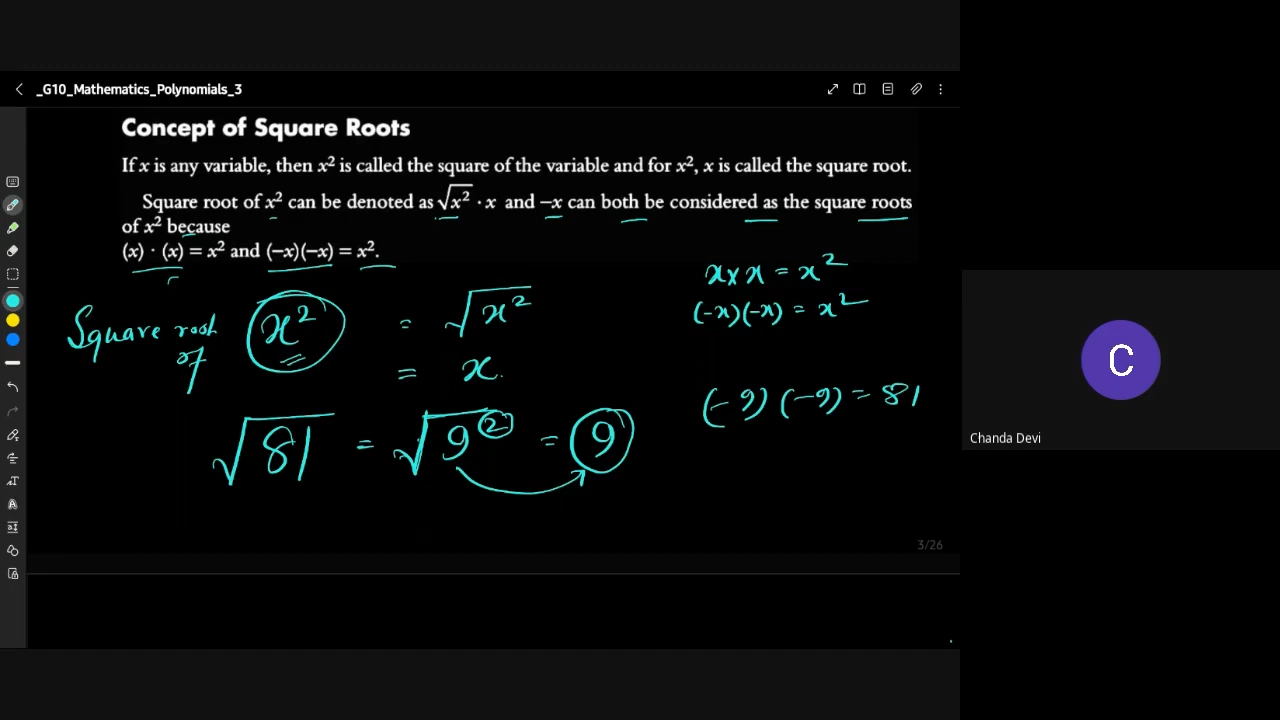 _G10_Mathematics_Polynomials_3
Concept of Square Roots
If x is any variable, then x² is called the square of the variable and for x², x is called the square root.
Square root of x² can be denoted as √x² · x and −x can both be considered as the square roots
of x² because
(x) · (x) = x² and (−x)(−x) = x².
x × x = x²
(-x)(-x) = x²
Square root of x² = √x²
= x
(-9)(-9) = 81
√81 = √9² = 9
3/26
C
Chanda Devi